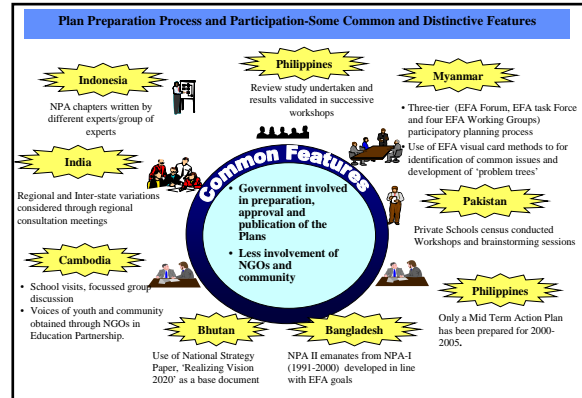 Plan Preparation Process and Participation-Some Common and Distinctive Features
Philippines
Review study undertaken and
results validated in successive
workshops
Indonesia
NPA chapters written by
different experts/group of
experts
Myanmar
• Three-tier (EFA Forum, EFA task Force
and four EFA Working Groups)
participatory planning process
• Use of EFA visual card methods to for
identification of common issues and
development of ‘problem trees’
India
Regional and Inter-state variations
considered through regional
consultation meetings
Common Features
• Government involved
in preparation,
approval and
publication of the
Plans
• Less involvement of
NGOs and
community
Pakistan
Private Schools census conducted
Workshops and brainstorming sessions
Cambodia
• School visits, focussed group
discussion
• Voices of youth and community
obtained through NGOs in
Education Partnership.
Philippines
Only a Mid Term Action Plan
has been prepared for 2000-
2005.
Bhutan
Use of National Strategy
Paper, ‘Realizing Vision
2020’ as a base document
Bangladesh
NPA II emanates from NPA-I
(1991-2000) developed in line
with EFA goals